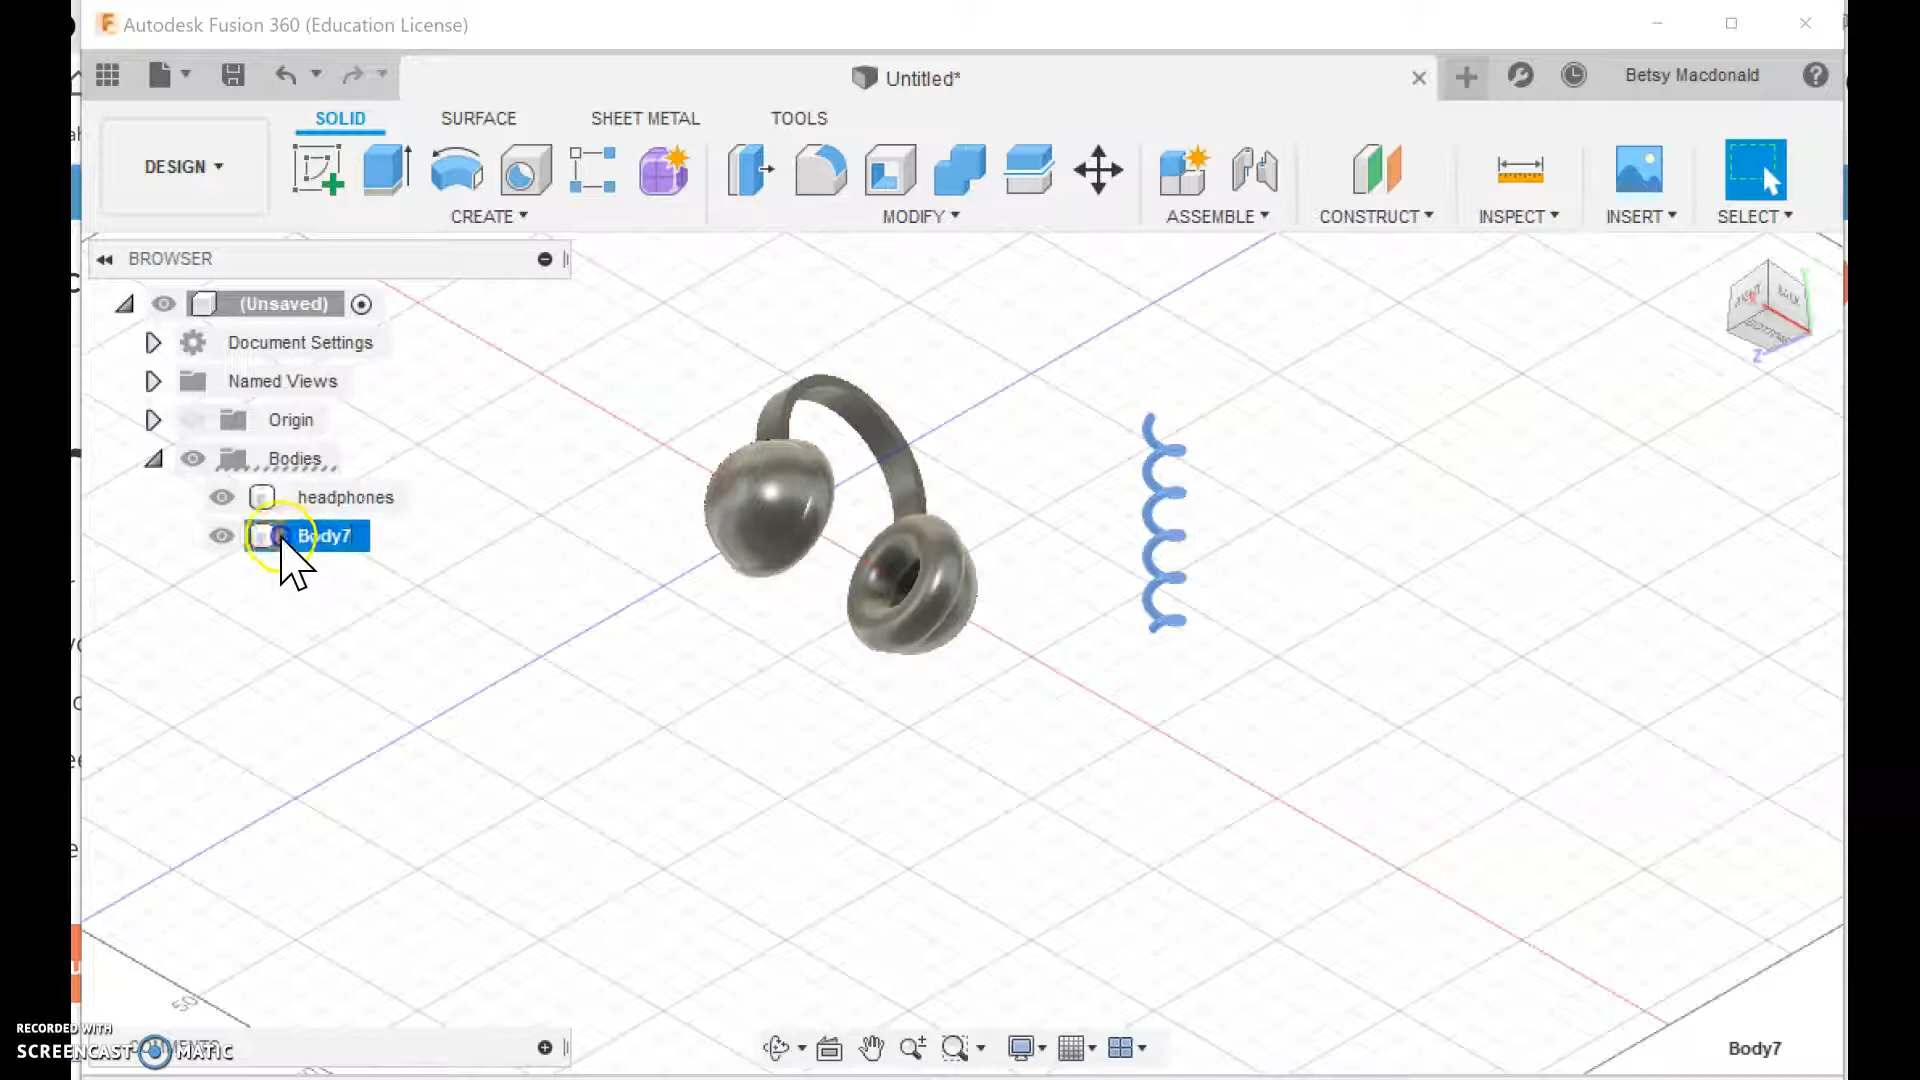 Autodesk Fusion 360 (Education License)
Untitled*
Betsy Macdonald
SOLID
SURFACE
SHEET METAL
TOOLS
DESIGN
CREATE
MODIFY
ASSEMBLE
CONSTRUCT
INSPECT
INSERT
SELECT
BROWSER
(Unsaved)
Document Settings
Named Views
Origin
Bodies
headphones
Body7
Z
50
RECORDED WITH
SCREENCAST MATIC
Body7